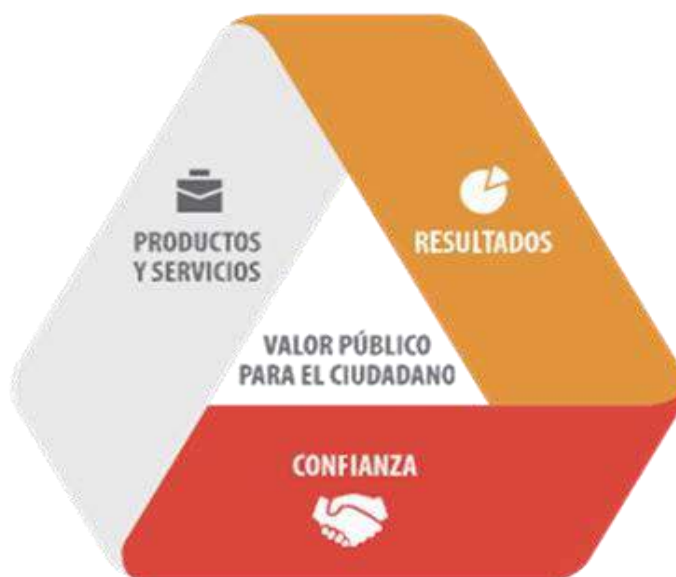 PRODUCTOS
Y SERVICIOS
RESULTADOS
VALOR PÚBLICO
PARA EL CIUDADANO
CONFIANZA